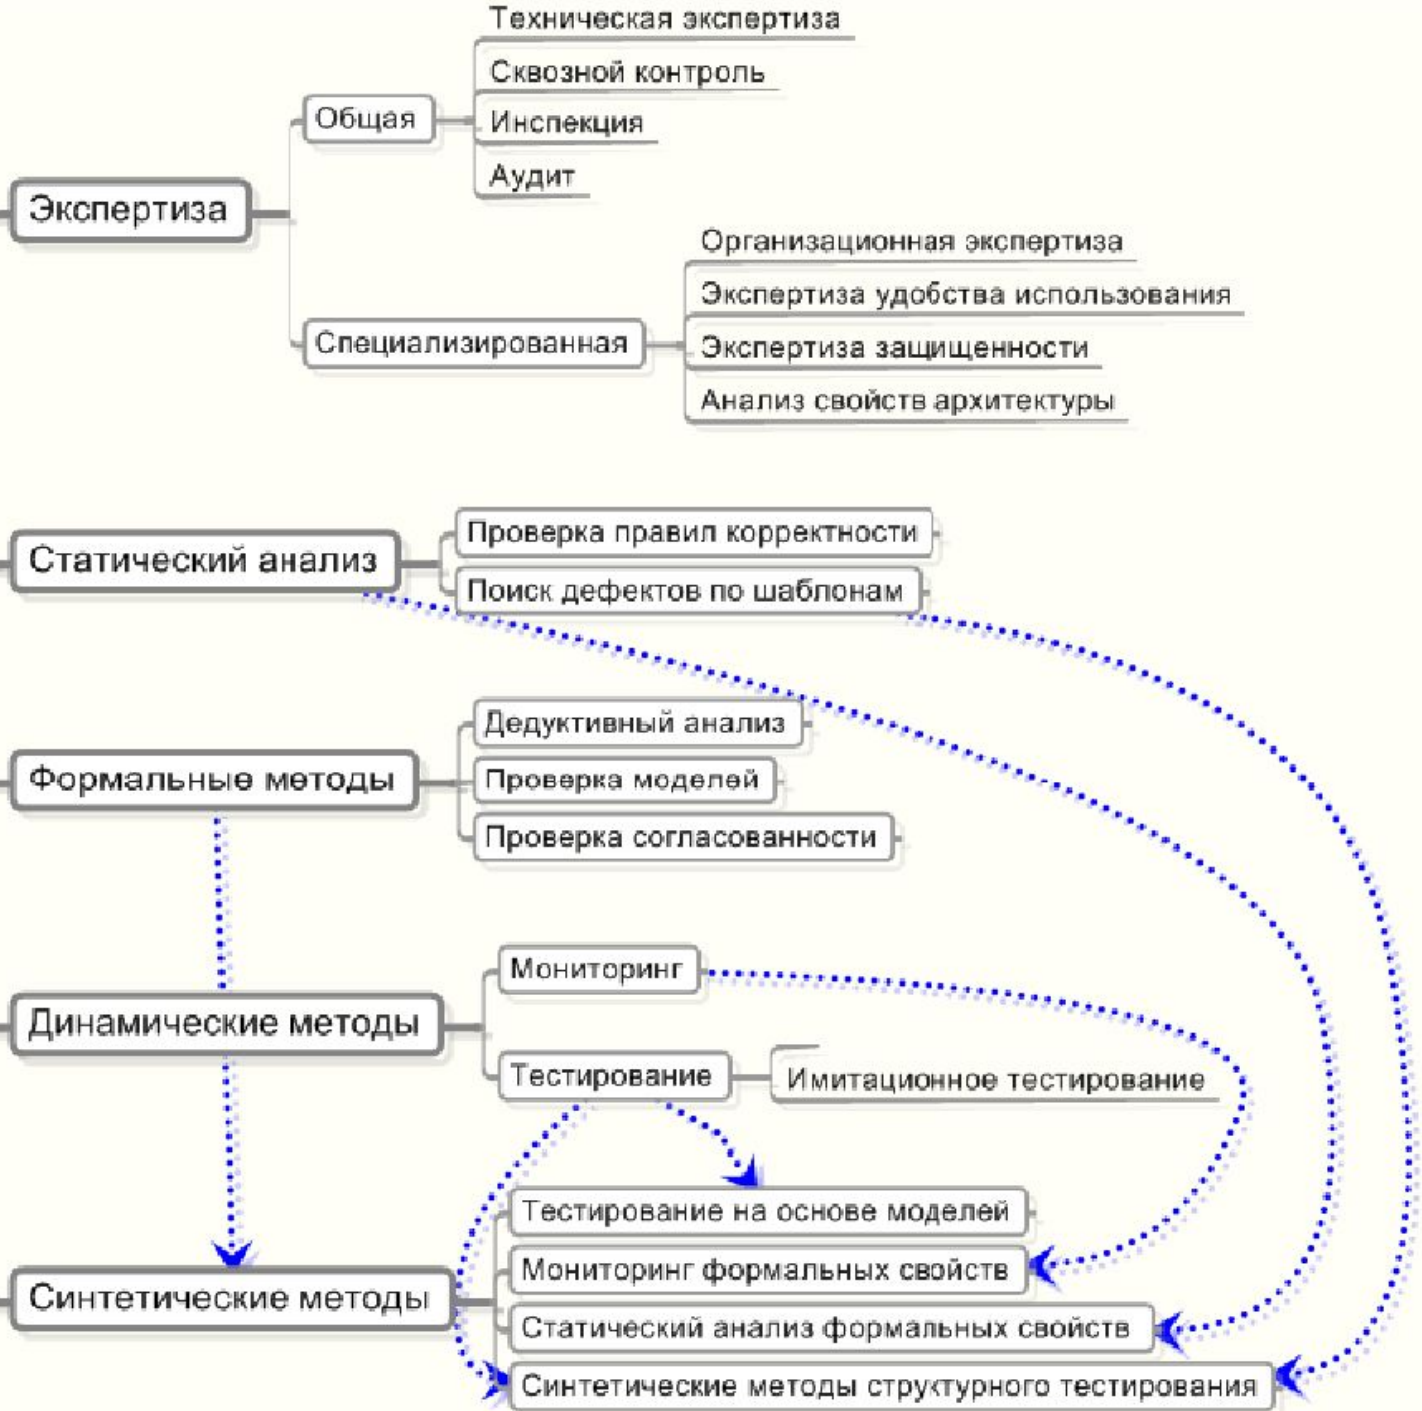 Техническая экспертиза
Сквозной контроль
Общая
Инспекция
Аудит
Экспертиза
Организационная экспертиза
Экспертиза удобства использования
Специализированная
Экспертиза защищенности
Анализ свойств архитектуры
Проверка правил корректности
Статический анализ
Поиск дефектов по шаблонам
Дедуктивный анализ
Формальные методы
Проверка моделей
Проверка согласованности
Мониторинг
Динамические методы
Тестирование
Имитационное тестирование
Тестирование на основе моделей
Мониторинг формальных свойств
Синтетические методы
Статический анализ формальных свойств
Синтетические методы структурного тестирования